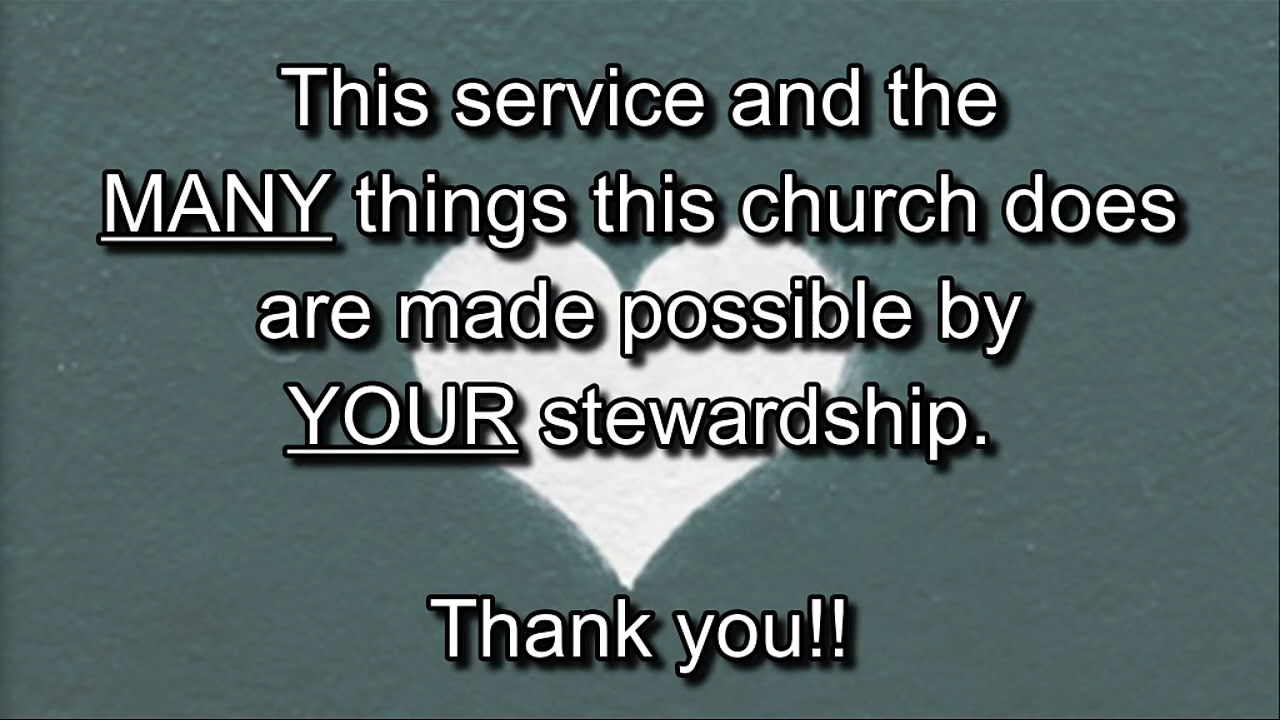 This service and the
MANY things this church does
are made possible by
YOUR stewardship.
Thank you!!